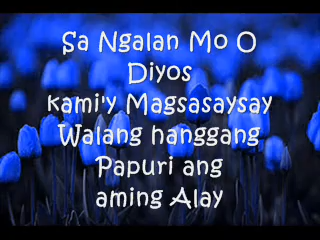 Sa Ngalan Mo O
Diyos
kami'y Magsasaysay
Walang hanggang
Papuri ang
aming Alay